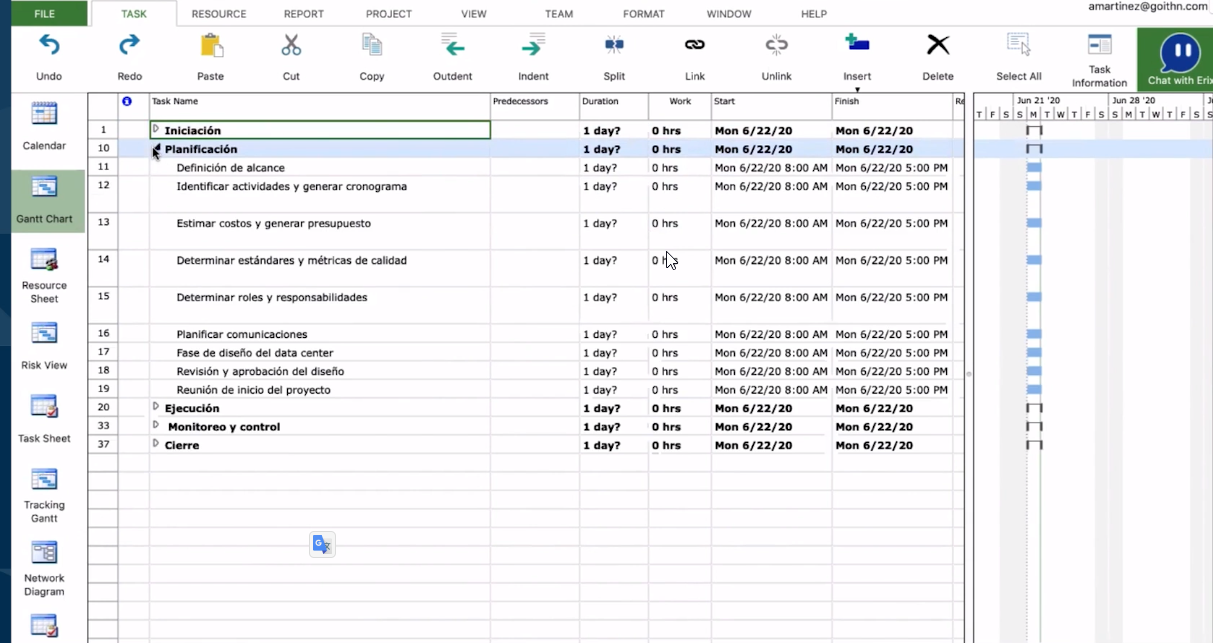 amartinez@goithn.com
FILE TASK RESOURCE REPORT PROJECT VIEW TEAM FORMAT WINDOW HELP
Undo Redo Paste Cut Copy Outdent Indent Split Link Unlink Insert Delete Select All Task Information Chat with Erix
Task Name Predecessors Duration Work Start Finish Re Jun 21 '20 Jun 28 '20
T F S S M T W T F S S M T W T F S S
Calendar
Gantt Chart
Resource Sheet
Risk View
Task Sheet
Tracking Gantt
Network Diagram
1 Iniciación 1 day? 0 hrs Mon 6/22/20 Mon 6/22/20
10 Planificación 1 day? 0 hrs Mon 6/22/20 Mon 6/22/20
11 Definición de alcance 1 day? 0 hrs Mon 6/22/20 8:00 AM Mon 6/22/20 5:00 PM
12 Identificar actividades y generar cronograma 1 day? 0 hrs Mon 6/22/20 8:00 AM Mon 6/22/20 5:00 PM
13 Estimar costos y generar presupuesto 1 day? 0 hrs Mon 6/22/20 8:00 AM Mon 6/22/20 5:00 PM
14 Determinar estándares y métricas de calidad 1 day? 0 Mon 6/22/20 8:00 AM Mon 6/22/20 5:00 PM
15 Determinar roles y responsabilidades 1 day? 0 hrs Mon 6/22/20 8:00 AM Mon 6/22/20 5:00 PM
16 Planificar comunicaciones 1 day? 0 hrs Mon 6/22/20 8:00 AM Mon 6/22/20 5:00 PM
17 Fase de diseño del data center 1 day? 0 hrs Mon 6/22/20 8:00 AM Mon 6/22/20 5:00 PM
18 Revisión y aprobación del diseño 1 day? 0 hrs Mon 6/22/20 8:00 AM Mon 6/22/20 5:00 PM
19 Reunión de inicio del proyecto 1 day? 0 hrs Mon 6/22/20 8:00 AM Mon 6/22/20 5:00 PM
20 Ejecución 1 day? 0 hrs Mon 6/22/20 Mon 6/22/20
33 Monitoreo y control 1 day? 0 hrs Mon 6/22/20 Mon 6/22/20
37 Cierre 1 day? 0 hrs Mon 6/22/20 Mon 6/22/20